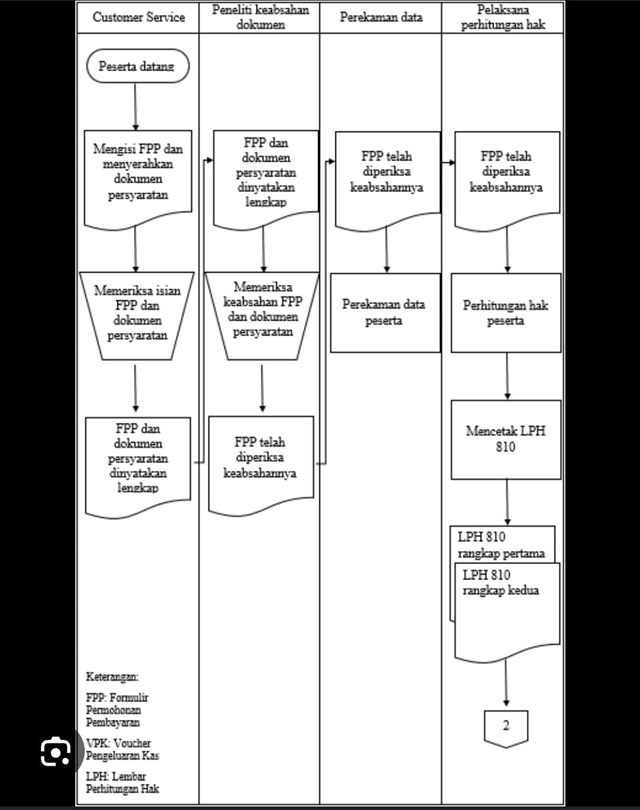 Customer Service
Peneliti keabsahan
dokumen
Perekaman data
Pelaksana
perhitungan hak
Peserta datang
Mengisi FPP dan
menyerahkan
dokumen
persyaratan
Memeriksa isian
FPP dan
dokumen
persyaratan
FPP dan
dokumen
persyaratan
dinyatakan
lengkap
FPP dan
dokumen
persyaratan
dinyatakan
lengkap
Memeriksa
keabsahan FPP
dan dokumen
persyaratan
FPP telah
diperiksa
keabsahannya
FPP telah
diperiksa
keabsahannya
Perekaman data
peserta
FPP telah
diperiksa
keabsahannya
Perhitungan hak
peserta
Mencetak LPH
810
LPH 810
rangkap pertama
LPH 810
rangkap kedua
2
Keterangan:
FPP: Formulir
Permohonan
Pembayaran
VPK: Voucher
Pengeluaran Kas
LPH: Lembar
Perhitungan Hak